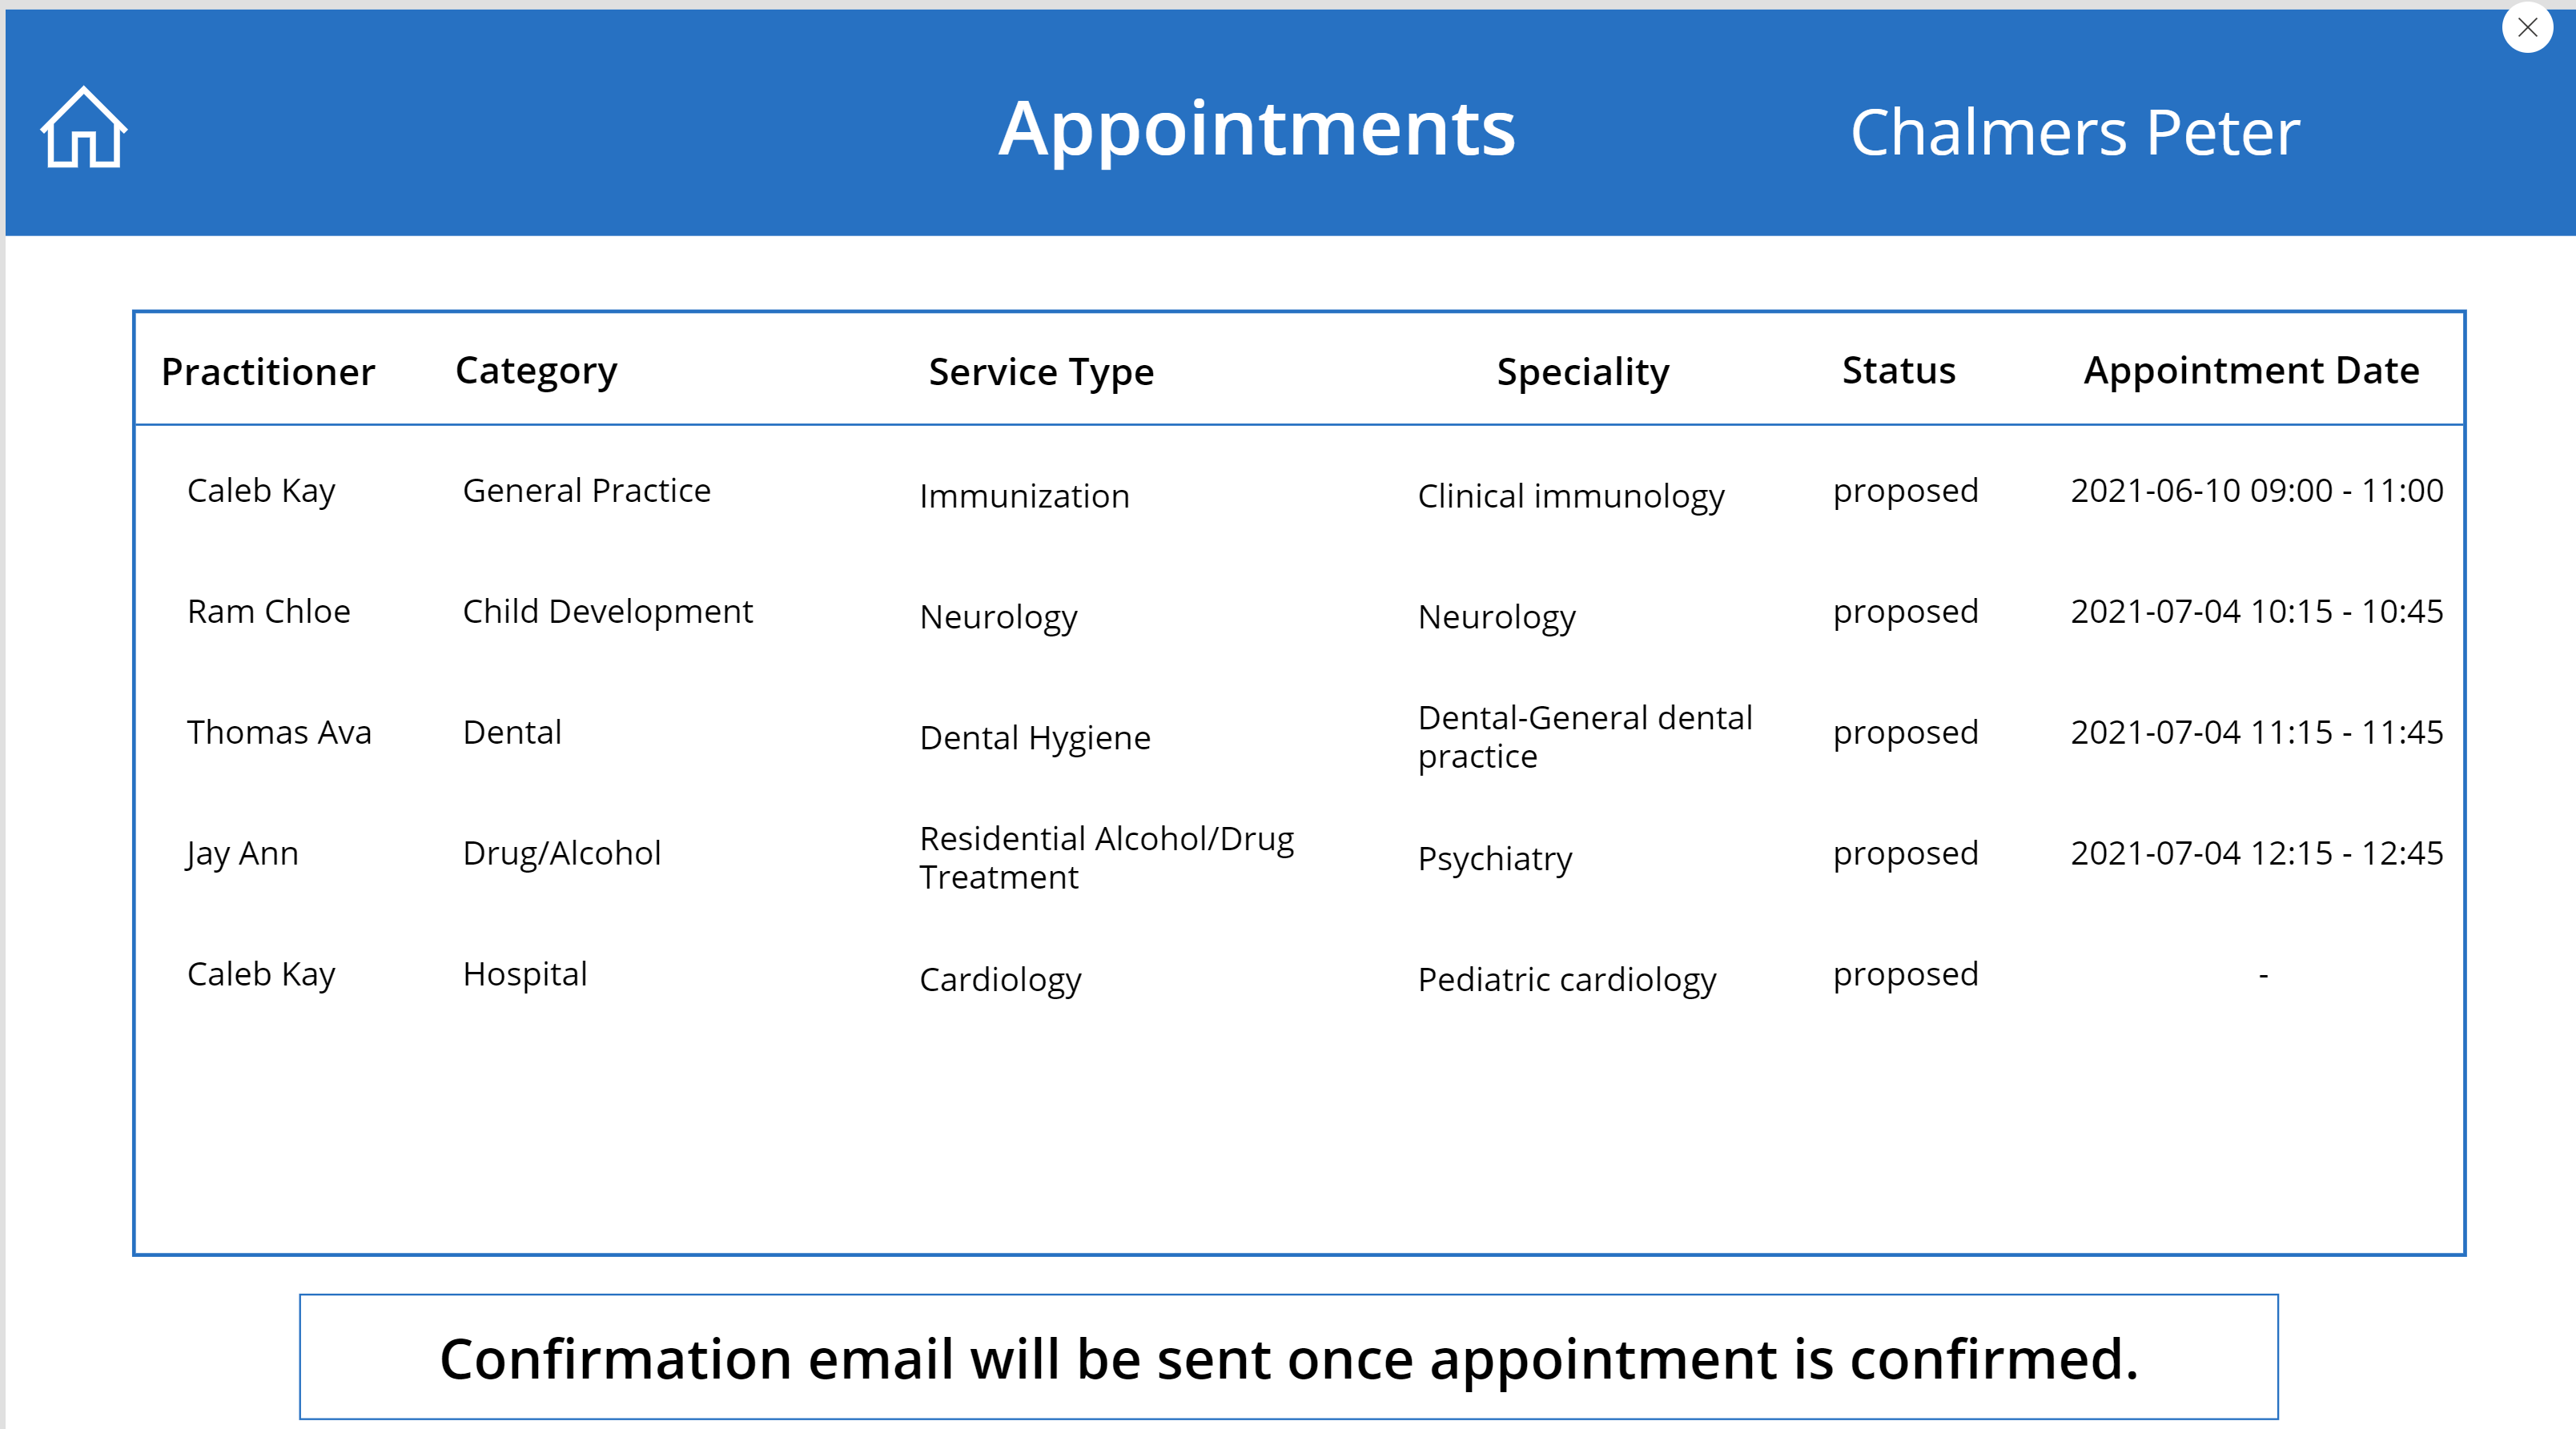 Appointments
Chalmers Peter
Practitioner Category Service Type Speciality Status Appointment Date
Caleb Kay General Practice Immunization Clinical immunology proposed 2021-06-10 09:00 - 11:00
Ram Chloe Child Development Neurology Neurology proposed 2021-07-04 10:15 - 10:45
Thomas Ava Dental Dental Hygiene Dental-General dental practice proposed 2021-07-04 11:15 - 11:45
Jay Ann Drug/Alcohol Residential Alcohol/Drug Treatment Psychiatry proposed 2021-07-04 12:15 - 12:45
Caleb Kay Hospital Cardiology Pediatric cardiology proposed -
Confirmation email will be sent once appointment is confirmed.